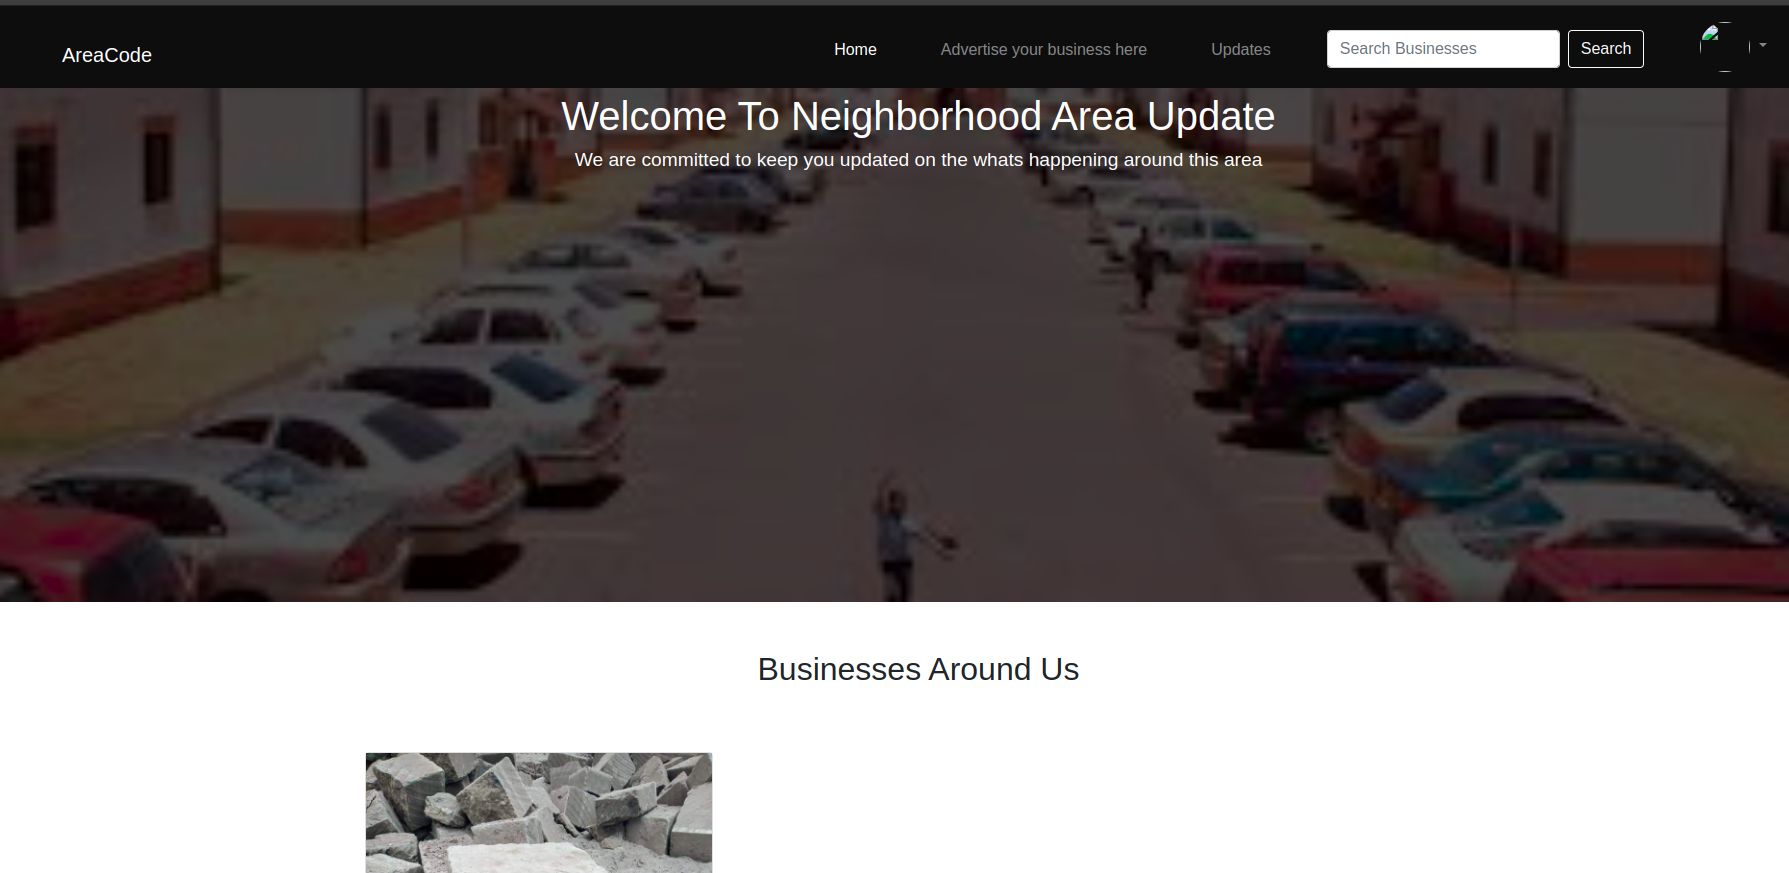 AreaCode
Home
Advertise your business here
Updates
Search Businesses
Search
Welcome To Neighborhood Area Update
We are committed to keep you updated on the whats happening around this area
Businesses Around Us